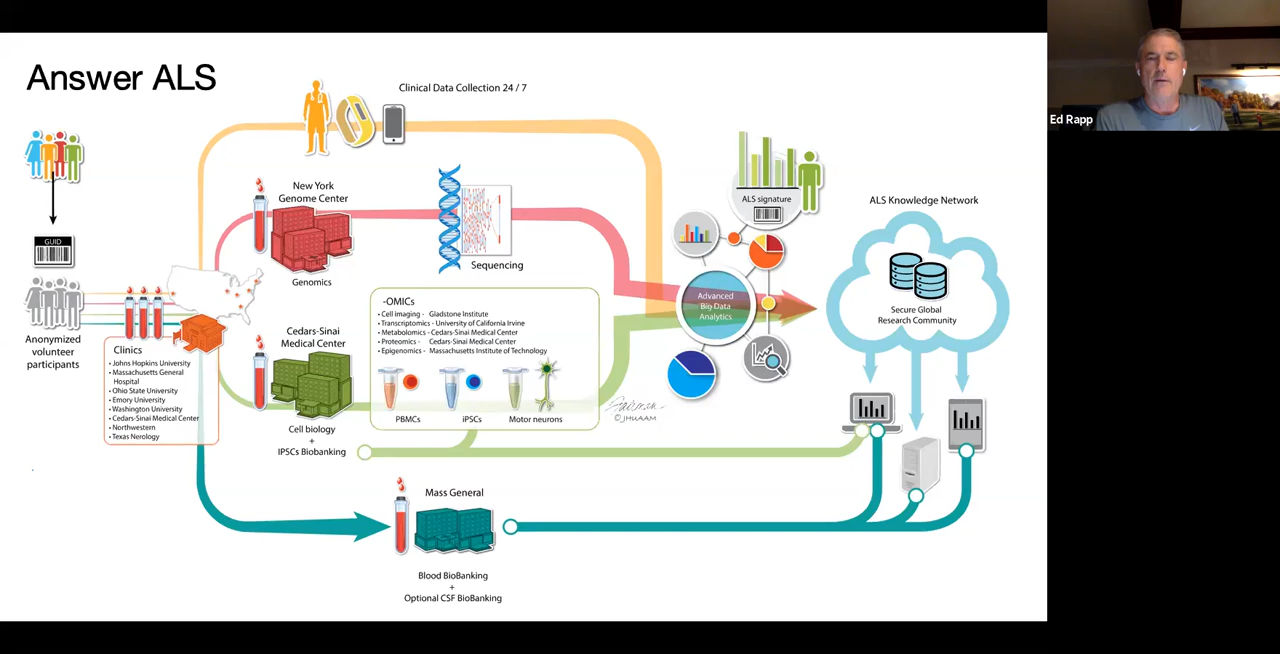 Answer ALS
Clinical Data Collection 24 / 7
Ed Rapp
GUID
Anonymized
volunteer
participants
Clinics
• Johns Hopkins University
• Massachusetts General
Hospital
• Ohio State University
• Emory University
• Washington University
• Cedars-Sinai Medical Center
• Northwestern
• Texas Nerology
New York
Genome Center
Genomics
Sequencing
Cedars-Sinai
Medical Center
Cell biology
+
IPSCs Biobanking
-OMICs
• Cell imaging - Gladstone Institute
• Transcriptomics - University of California Irvine
• Metabolomics - Cedars-Sinai Medical Center
• Proteomics - Cedars-Sinai Medical Center
• Epigenomics - Massachusetts Institute of Technology
PBMCs
iPSCs
Motor neurons
© JHUAAM
Mass General
Blood BioBanking
+
Optional CSF BioBanking
ALS signature
Advanced
Big Data
Analytics
ALS Knowledge Network
Secure Global
Research Community